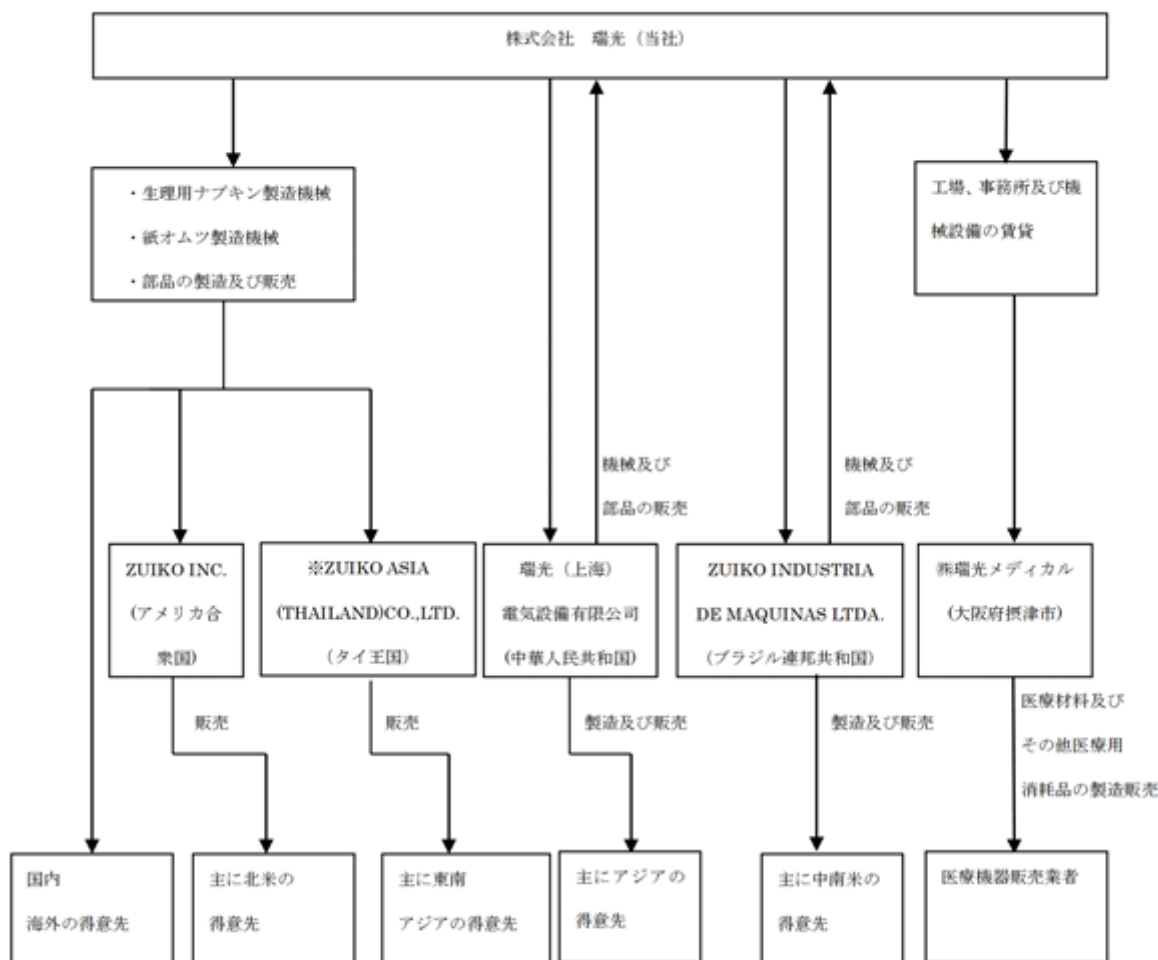 株式会社　瑞光（当社）
・生理用ナプキン製造機械
・紙オムツ製造機械
・部品の製造及び販売
工場、事務所及び機
械設備の賃貸
機械及び
部品の販売
機械及び
部品の販売
ZUIKO INC.
(アメリカ合
衆国)
※ZUIKO ASIA
(THAILAND)CO.,LTD.
（タイ王国）
瑞光（上海）
電気設備有限公司
(中華人民共和国)
ZUIKO INDUSTRIA
DE MAQUINAS LTDA.
（ブラジル連邦共和国）
㈱瑞光メディカル
(大阪府摂津市)
販売
販売
製造及び販売
製造及び販売
医療材料及び
その他医療用
消耗品の製造販売
国内
海外の得意先
主に北米の
得意先
主に東南
アジアの得意先
主にアジアの
得意先
主に中南米の
得意先
医療機器販売業者